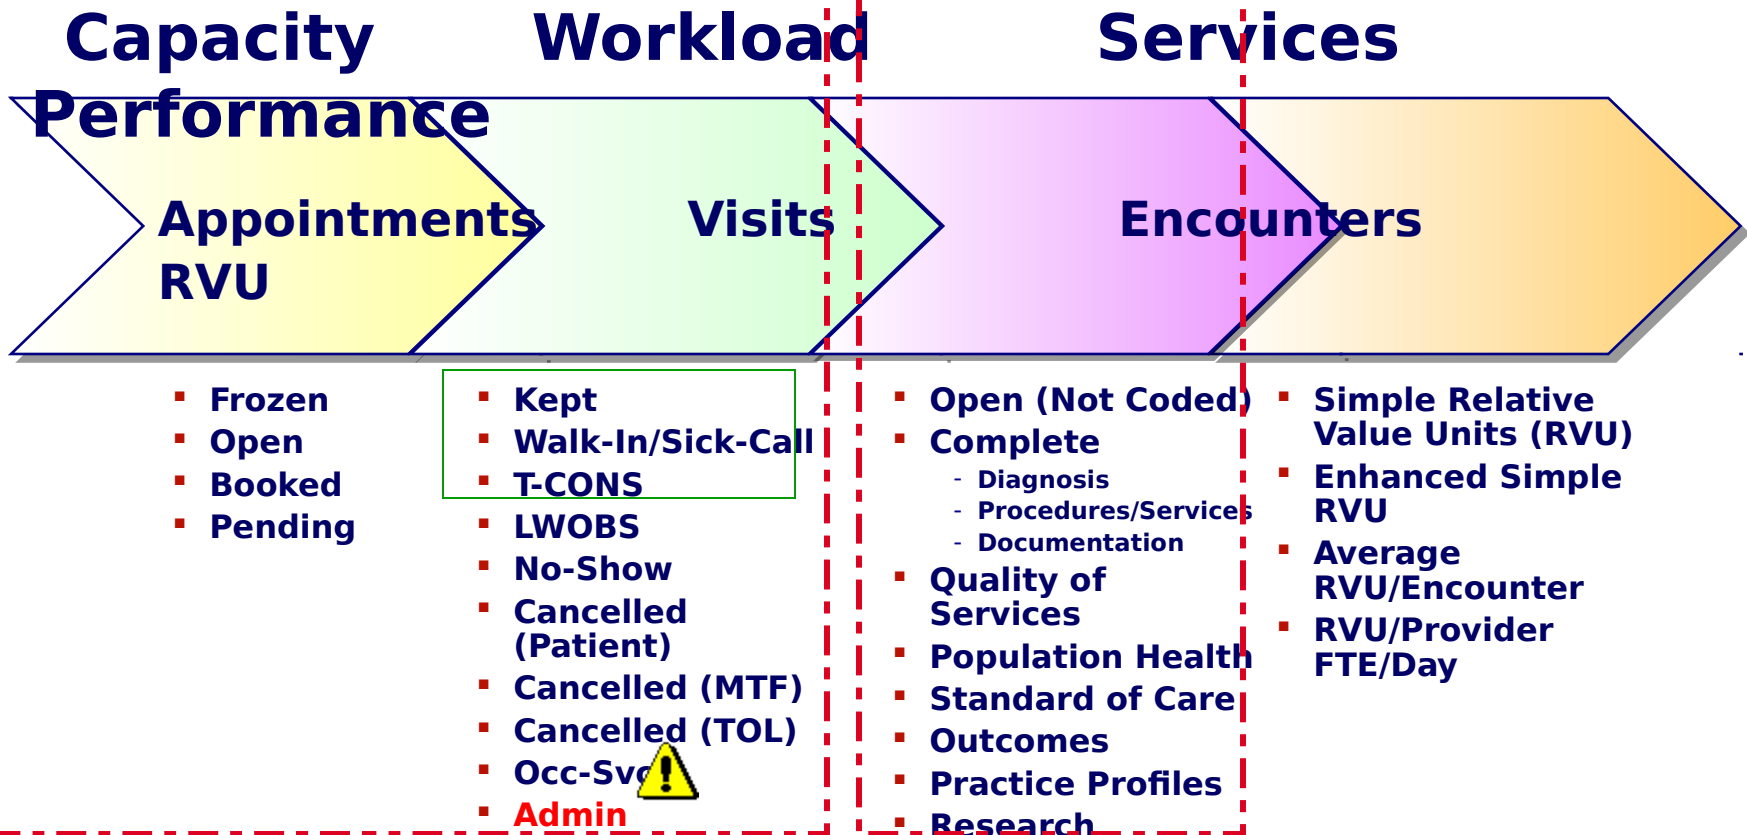 Capacity Workload Services
Performance
Appointments Visits Encounters
RVU
Frozen
Open
Booked
Pending
Kept
Walk-In/Sick-Call
T-CONS
LWOBS
No-Show
Cancelled
(Patient)
Cancelled (MTF)
Cancelled (TOL)
Occ-Svc
Admin
Open (Not Coded)
Complete
- Diagnosis
- Procedures/Services
- Documentation
Quality of
Services
Population Health
Standard of Care
Outcomes
Practice Profiles
Research
Simple Relative
Value Units (RVU)
Enhanced Simple
RVU
Average
RVU/Encounter
RVU/Provider
FTE/Day